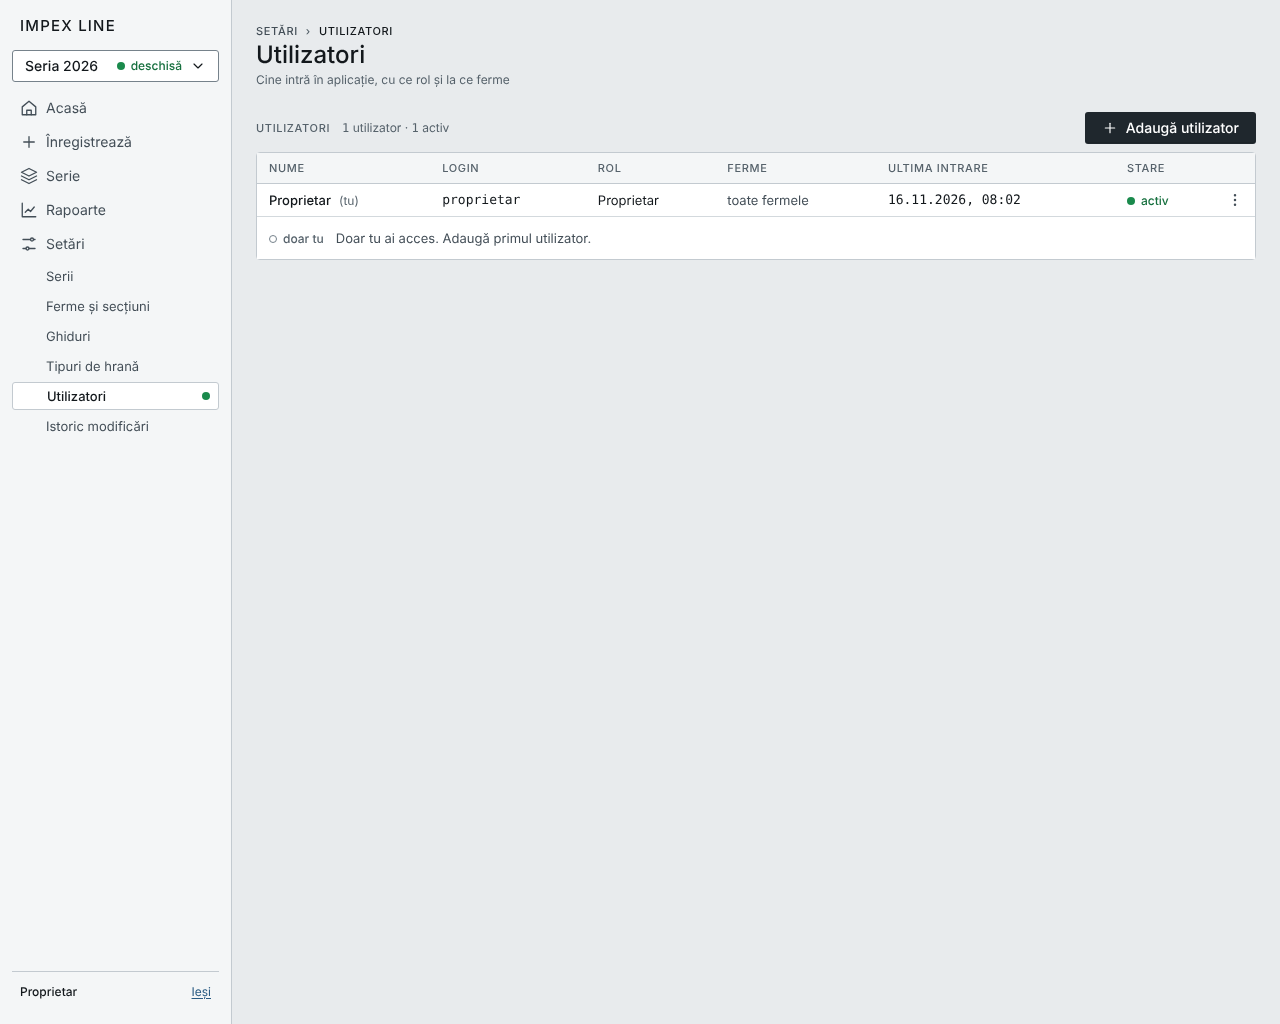 IMPEX LINE
Seria 2026 deschisă
Acasă
Înregistrează
Serie
Rapoarte
Setări
Serii
Ferme și secțiuni
Ghiduri
Tipuri de hrană
Utilizatori
Istoric modificări
Proprietar Ieși
SETĂRI › UTILIZATORI
Utilizatori
Cine intră în aplicație, cu ce rol și la ce ferme
UTILIZATORI 1 utilizator · 1 activ
Adaugă utilizator
NUME LOGIN ROL FERME ULTIMA INTRARE STARE
Proprietar (tu) proprietar Proprietar toate fermele 16.11.2026, 08:02 activ
doar tu Doar tu ai acces. Adaugă primul utilizator.